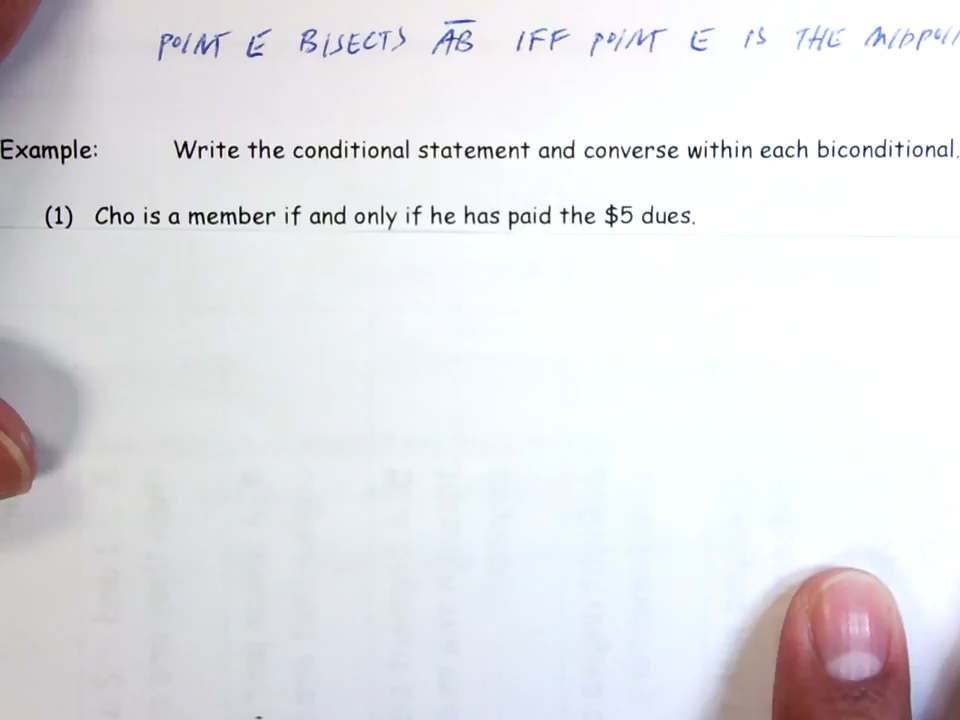 POINT E BISECTS AB IFF POINT E IS THE
Example: Write the conditional statement and converse within each biconditional.
(1) Cho is a member if and only if he has paid the $5 dues.